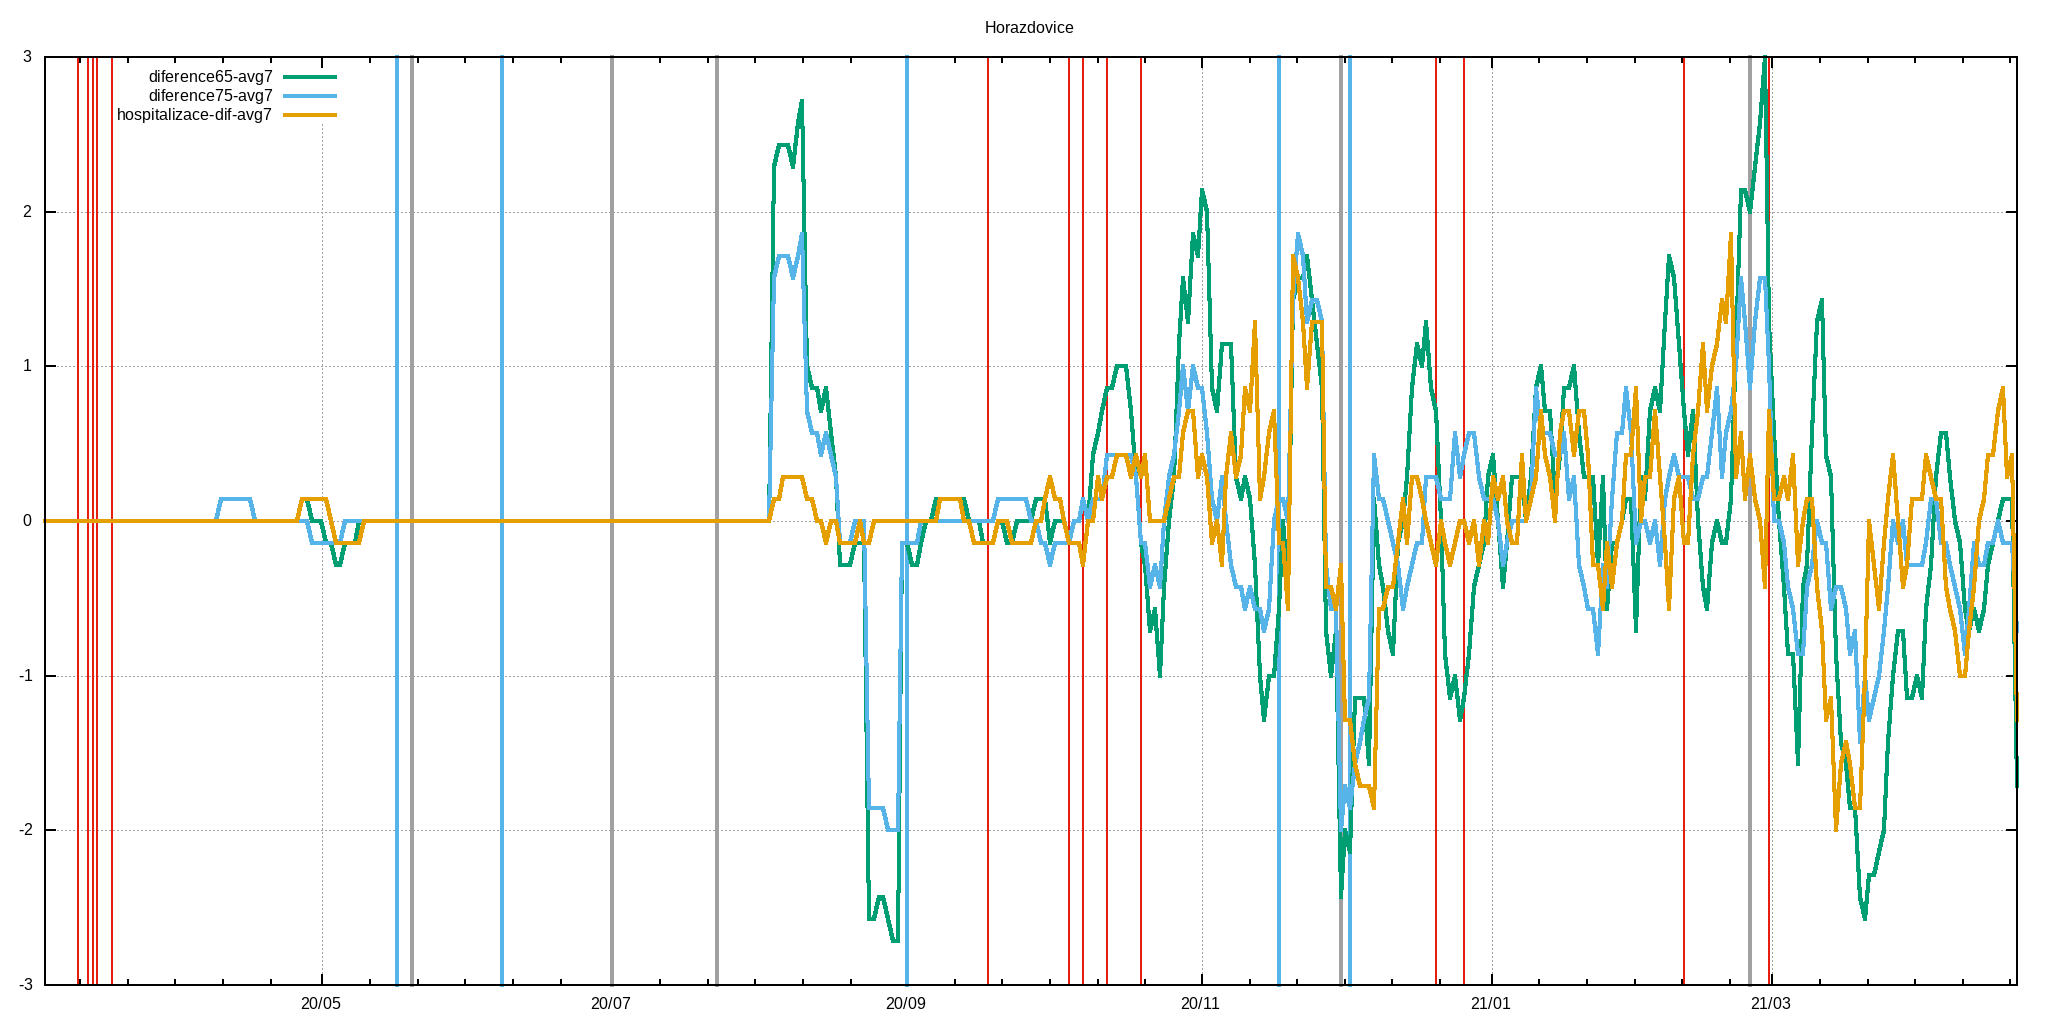 Horazdovice
3
diference65-avg7
diference75-avg7
hospitalizace-dif-avg7
2
1
0
-1
-2
-3
20/05 20/07 20/09 20/11 21/01 21/03